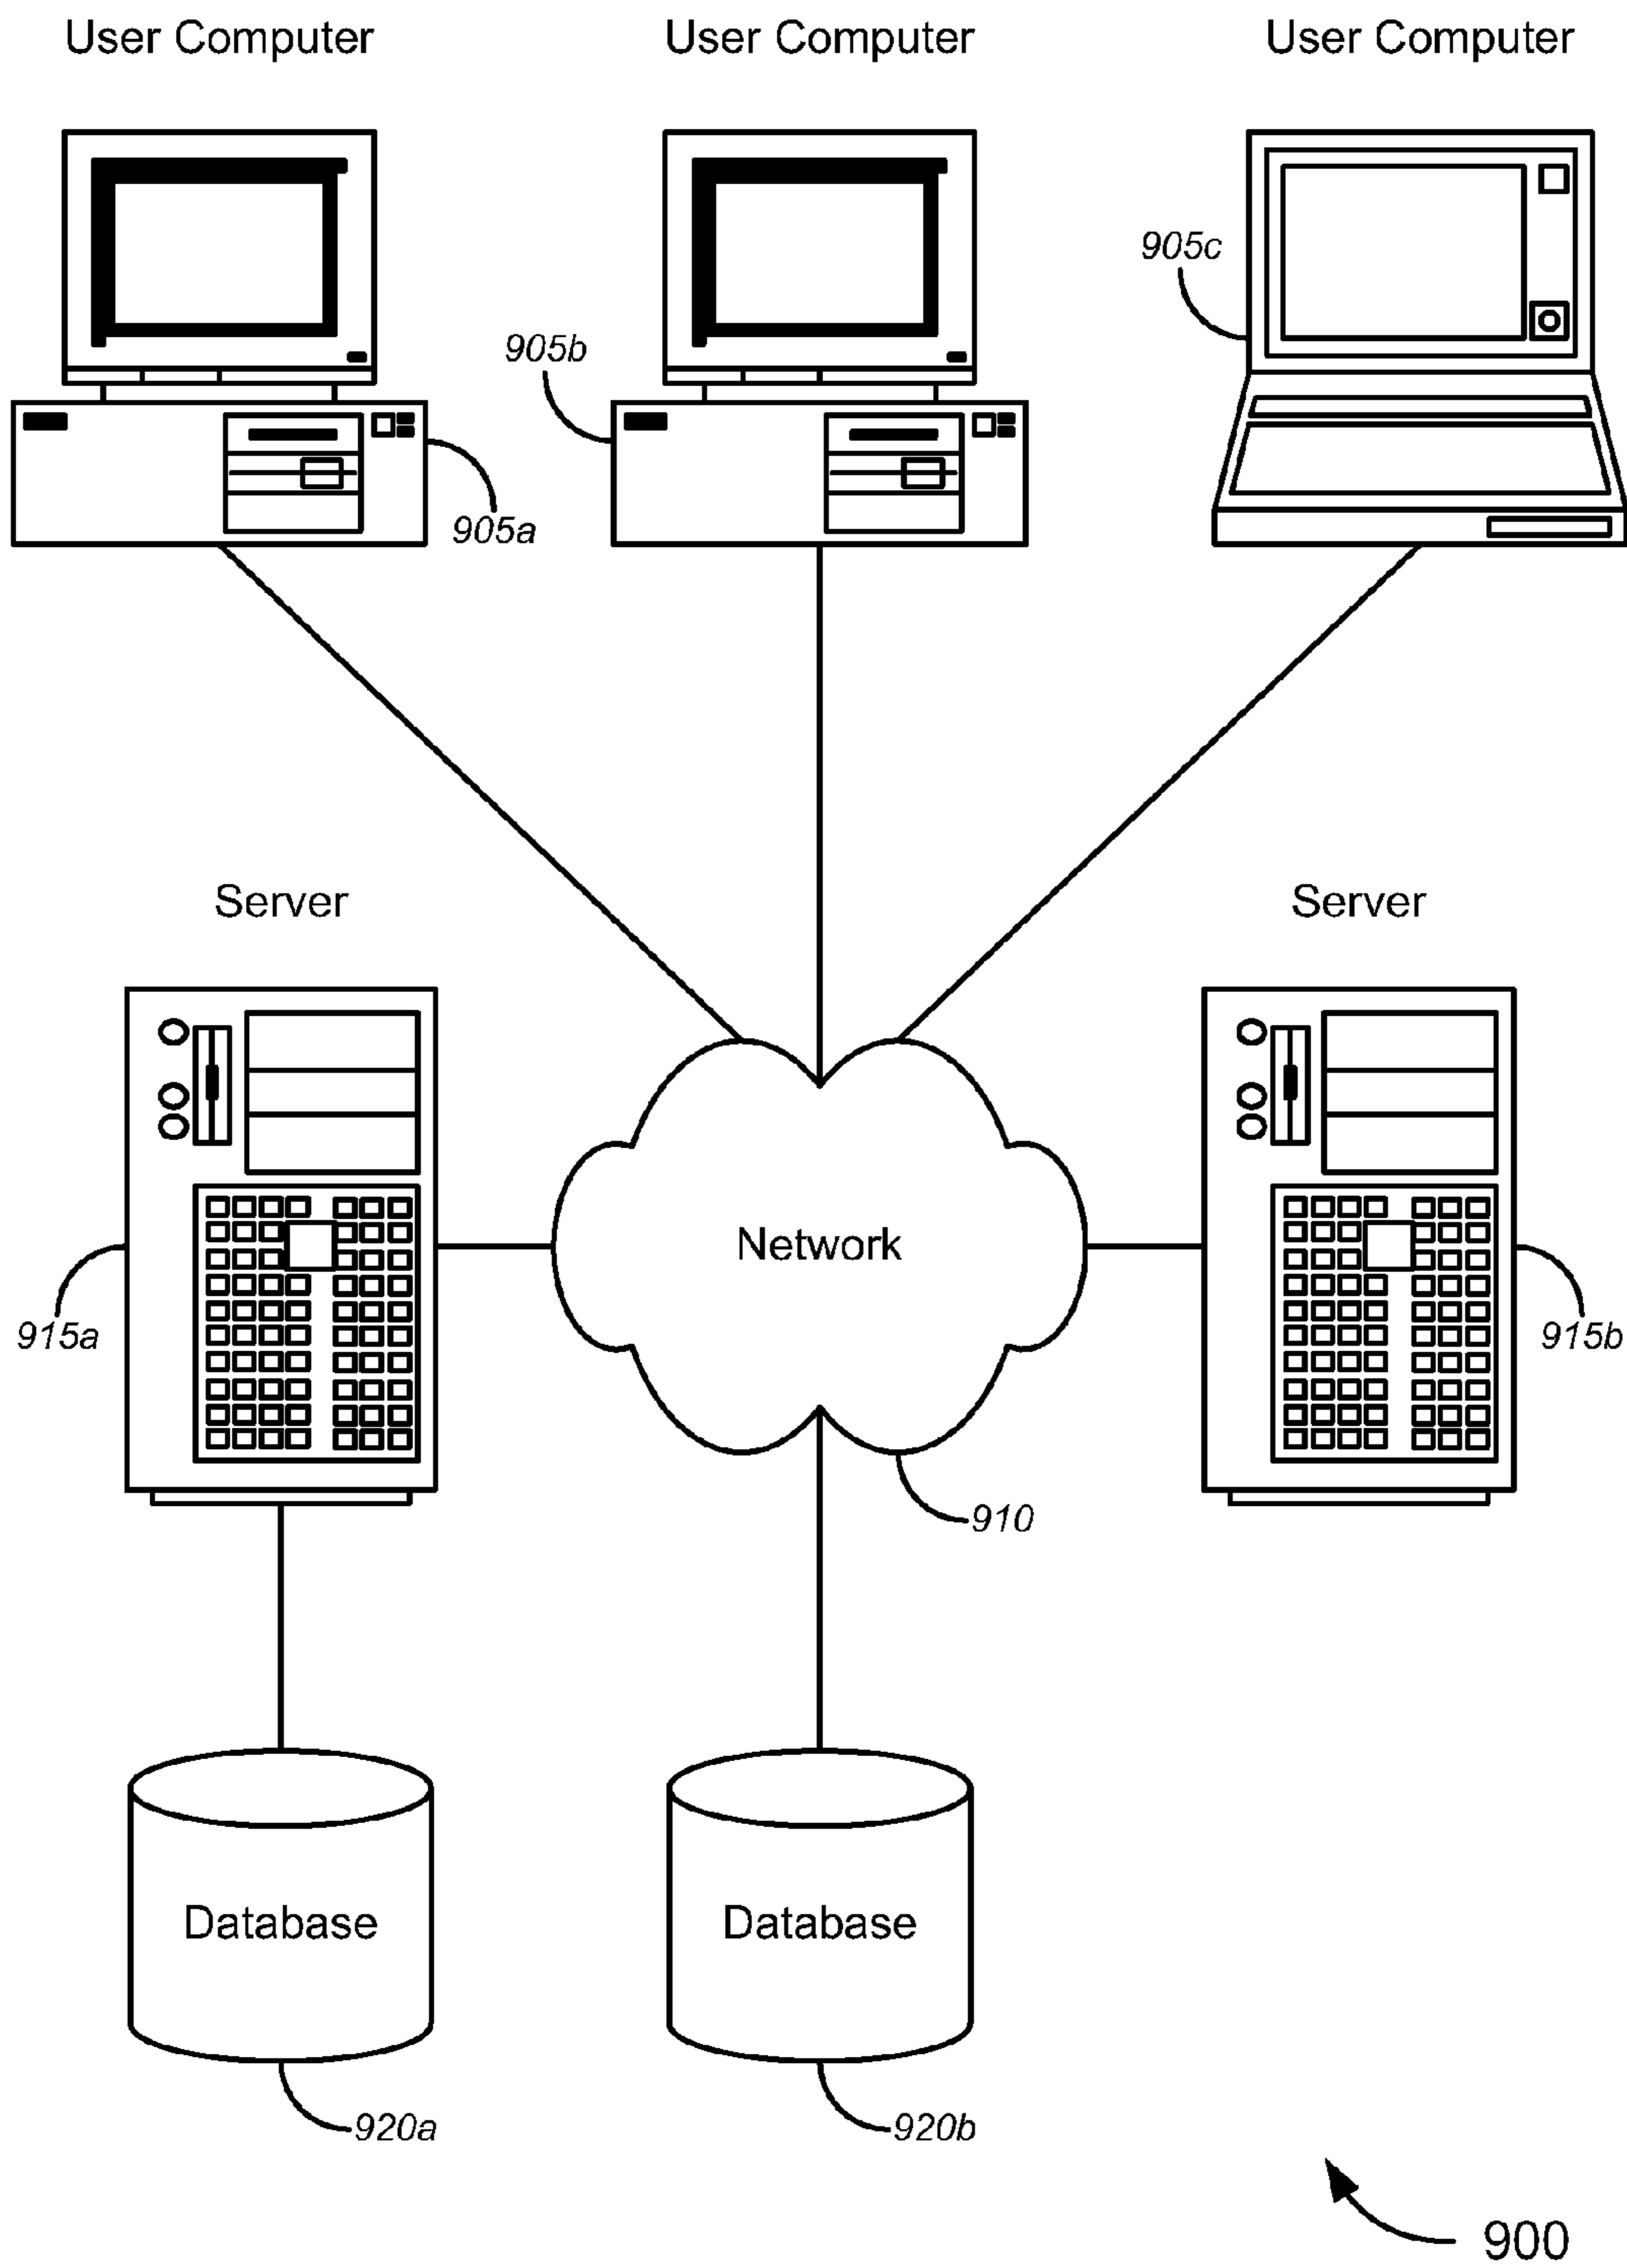 User Computer
User Computer
User Computer
905c
905b
905a
Server
Server
Network
915a
915b
910
Database
Database
920a
920b
900